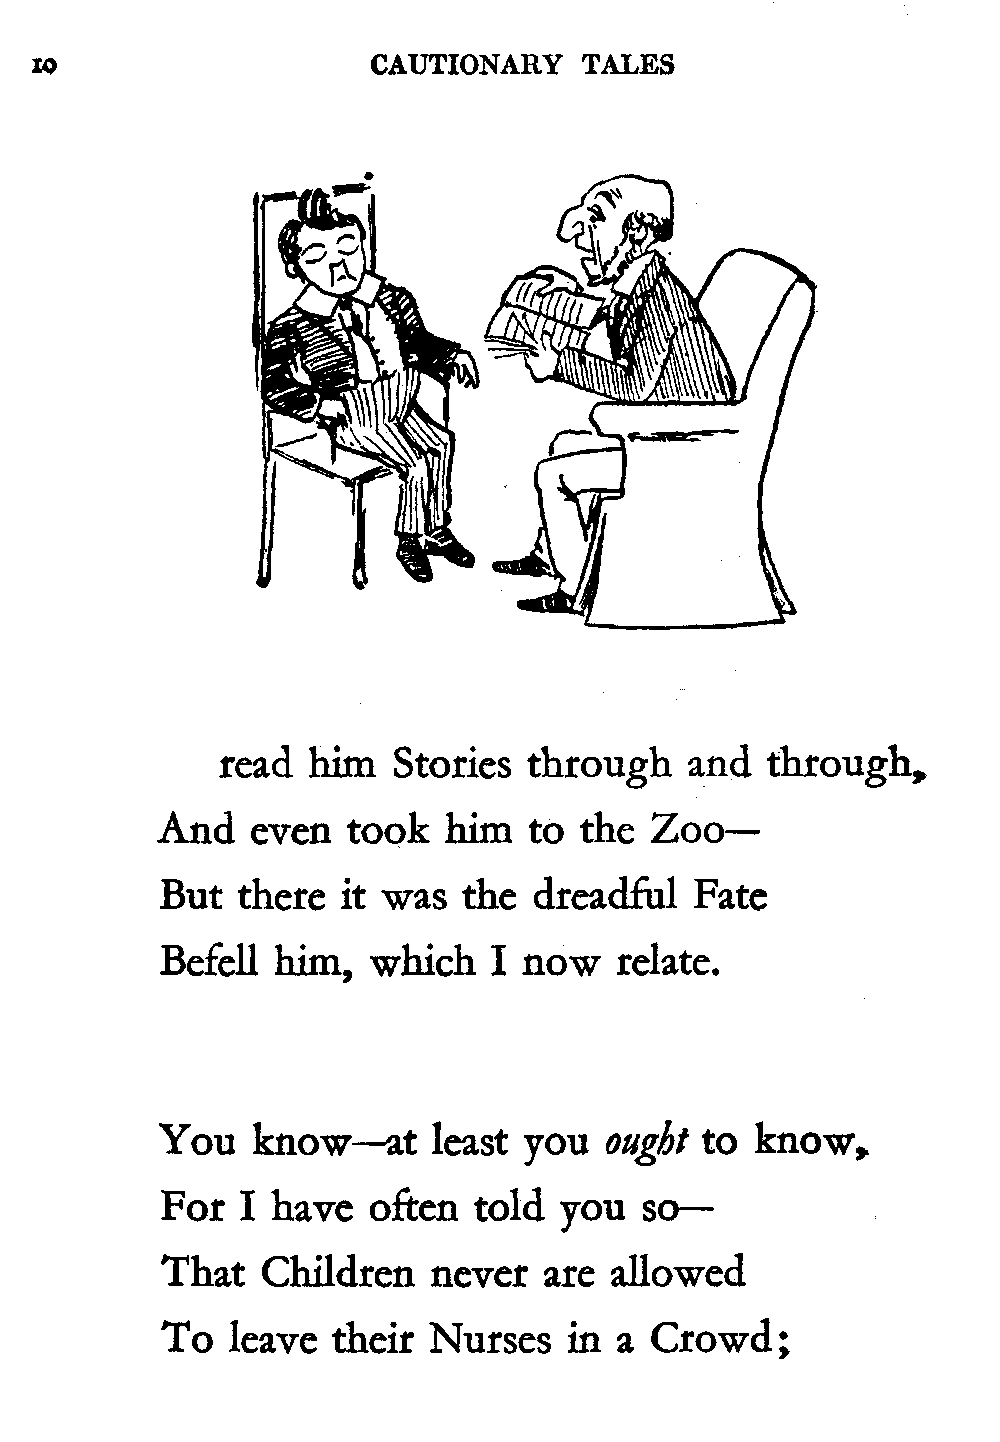 10 CAUTIONARY TALES
read him Stories through and through,
And even took him to the Zoo—
But there it was the dreadful Fate
Befell him, which I now relate.
You know—at least you ought to know,
For I have often told you so—
That Children never are allowed
To leave their Nurses in a Crowd;